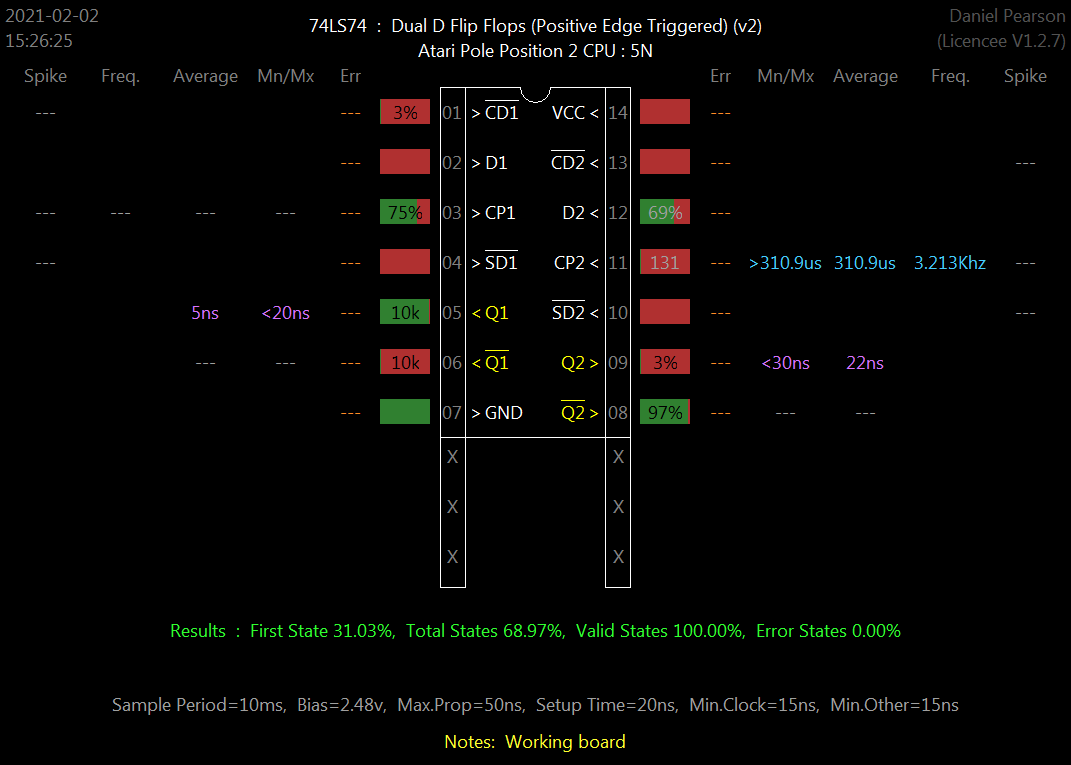 2021-02-02 74LS74 : Dual D Flip Flops (Positive Edge Triggered) (v2) Daniel Pearson
15:26:25 Atari Pole Position 2 CPU : 5N (Licencee V1.2.7)
Spike Freq. Average Mn/Mx Err Err Mn/Mx Average Freq. Spike
--- --- 3% 01 > CD1 VCC < 14 ---
--- 02 > D1 CD2 < 13 --- ---
--- --- --- --- --- 75% 03 > CP1 D2 < 12 69% ---
--- --- 04 > SD1 CP2 < 11 131 --- >310.9us 310.9us 3.213Khz ---
5ns <20ns --- 10k 05 < Q1 SD2 < 10 --- ---
--- --- --- 10k 06 < Q1 Q2 > 09 3% --- <30ns 22ns
--- 07 > GND Q2 > 08 97% --- --- ---
X X
X X
X X
Results : First State 31.03%, Total States 68.97%, Valid States 100.00%, Error States 0.00%
Sample Period=10ms, Bias=2.48v, Max.Prop=50ns, Setup Time=20ns, Min.Clock=15ns, Min.Other=15ns
Notes: Working board